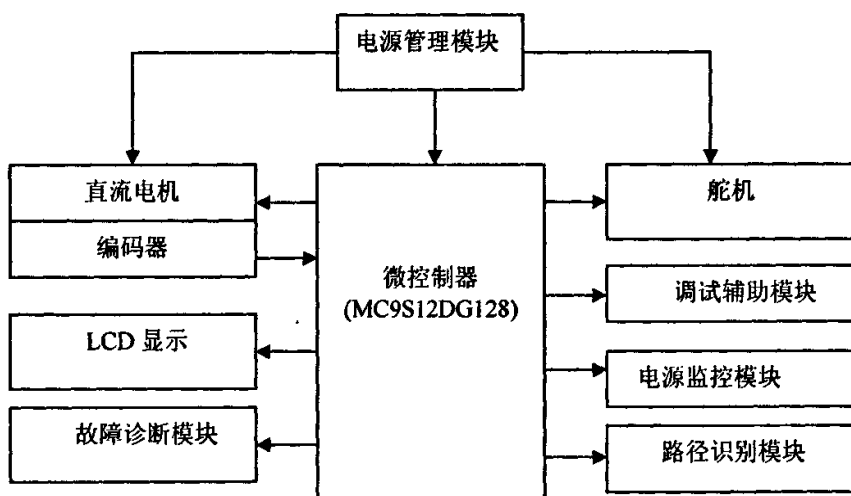 电源管理模块
直流电机
编码器
LCD 显示
故障诊断模块
微控制器
(MC9S12DG128)
舵机
调试辅助模块
电源监控模块
路径识别模块